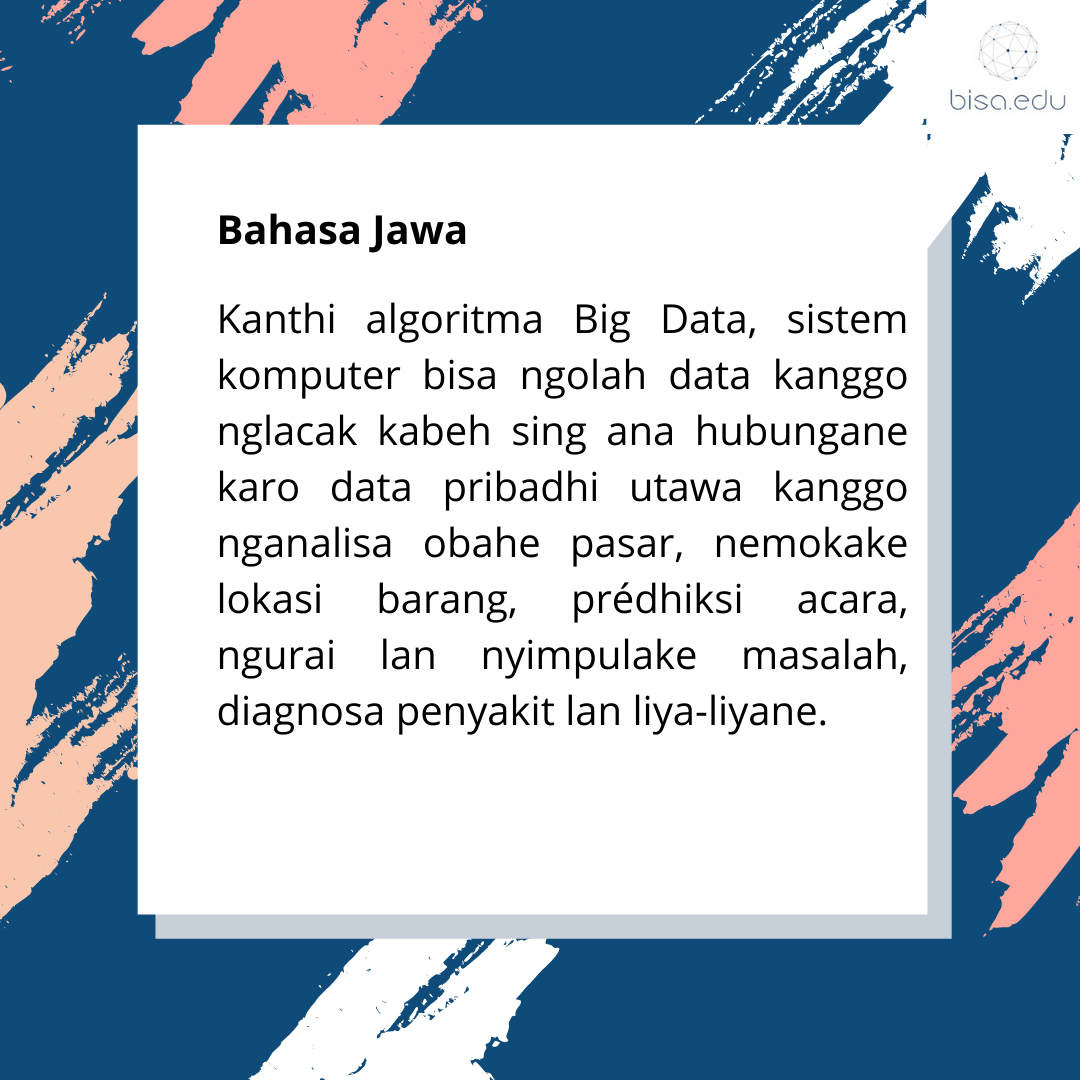 bisa.edu
Bahasa Jawa
Kanthi algoritma Big Data, sistem
komputer bisa ngolah data kanggo
nglacak kabeh sing ana hubungane
karo data pribadhi utawa kanggo
nganalisa obahe pasar, nemokake
lokasi barang, prédhiksi acara,
ngurai lan nyimpulake masalah,
diagnosa penyakit lan liya-liyane.